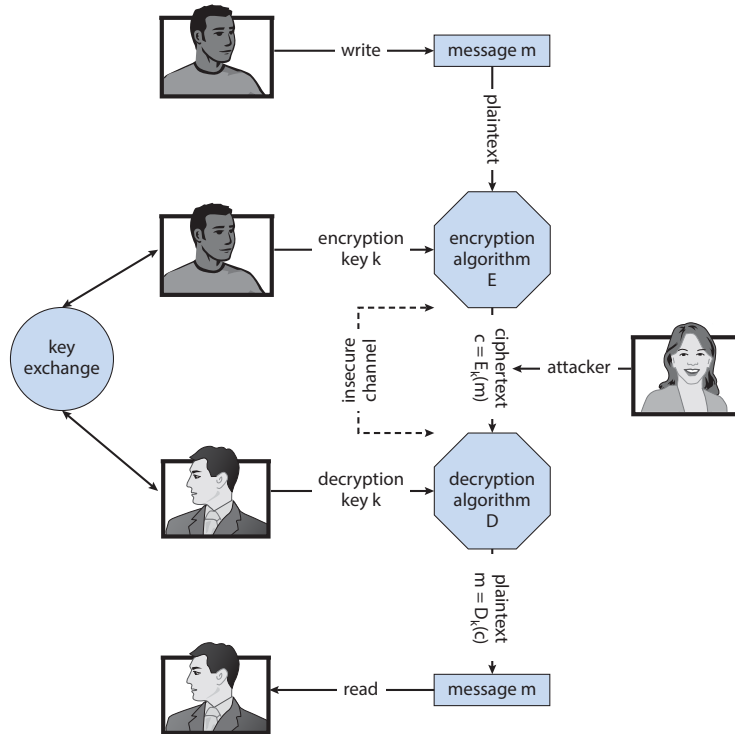 write
message m
plaintext
encryption
key k
encryption
algorithm
E
key
exchange
insecure
channel
ciphertext
c = Eₖ(m)
attacker
decryption
key k
decryption
algorithm
D
plaintext
m = Dₖ(c)
read
message m